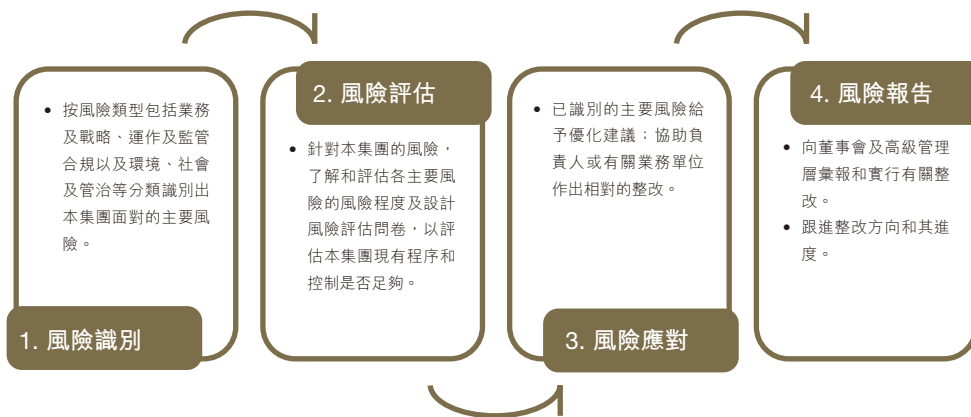 • 按風險類型包括業務
及戰略、運作及監管
合規以及環境、社會
及管治等分類識別出
本集團面對的主要風
險。
1. 風險識別
2. 風險評估
• 針對本集團的風險，
了解和評估各主要風
險的風險程度及設計
風險評估問卷，以評
估本集團現有程序和
控制是否足夠。
• 已識別的主要風險給
予優化建議；協助負
責人或有關業務單位
作出相對的整改。
3. 風險應對
4. 風險報告
• 向董事會及高級管理
層彙報和實行有關整
改。
• 跟進整改方向和其進
度。